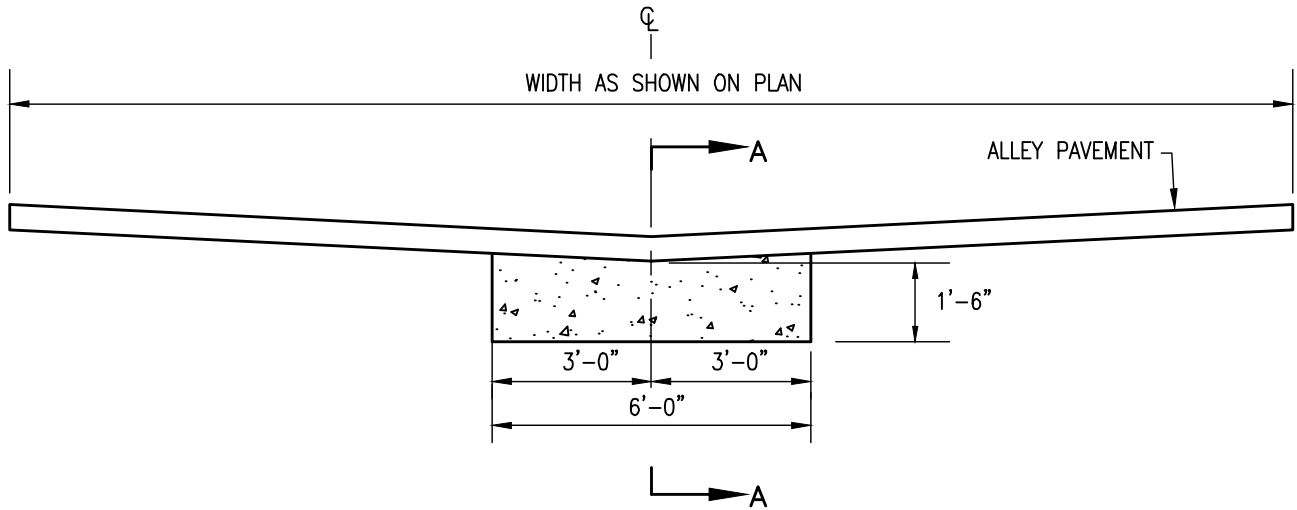 ℄
WIDTH AS SHOWN ON PLAN
A
ALLEY PAVEMENT
1'-6"
3'-0" 3'-0"
6'-0"
A